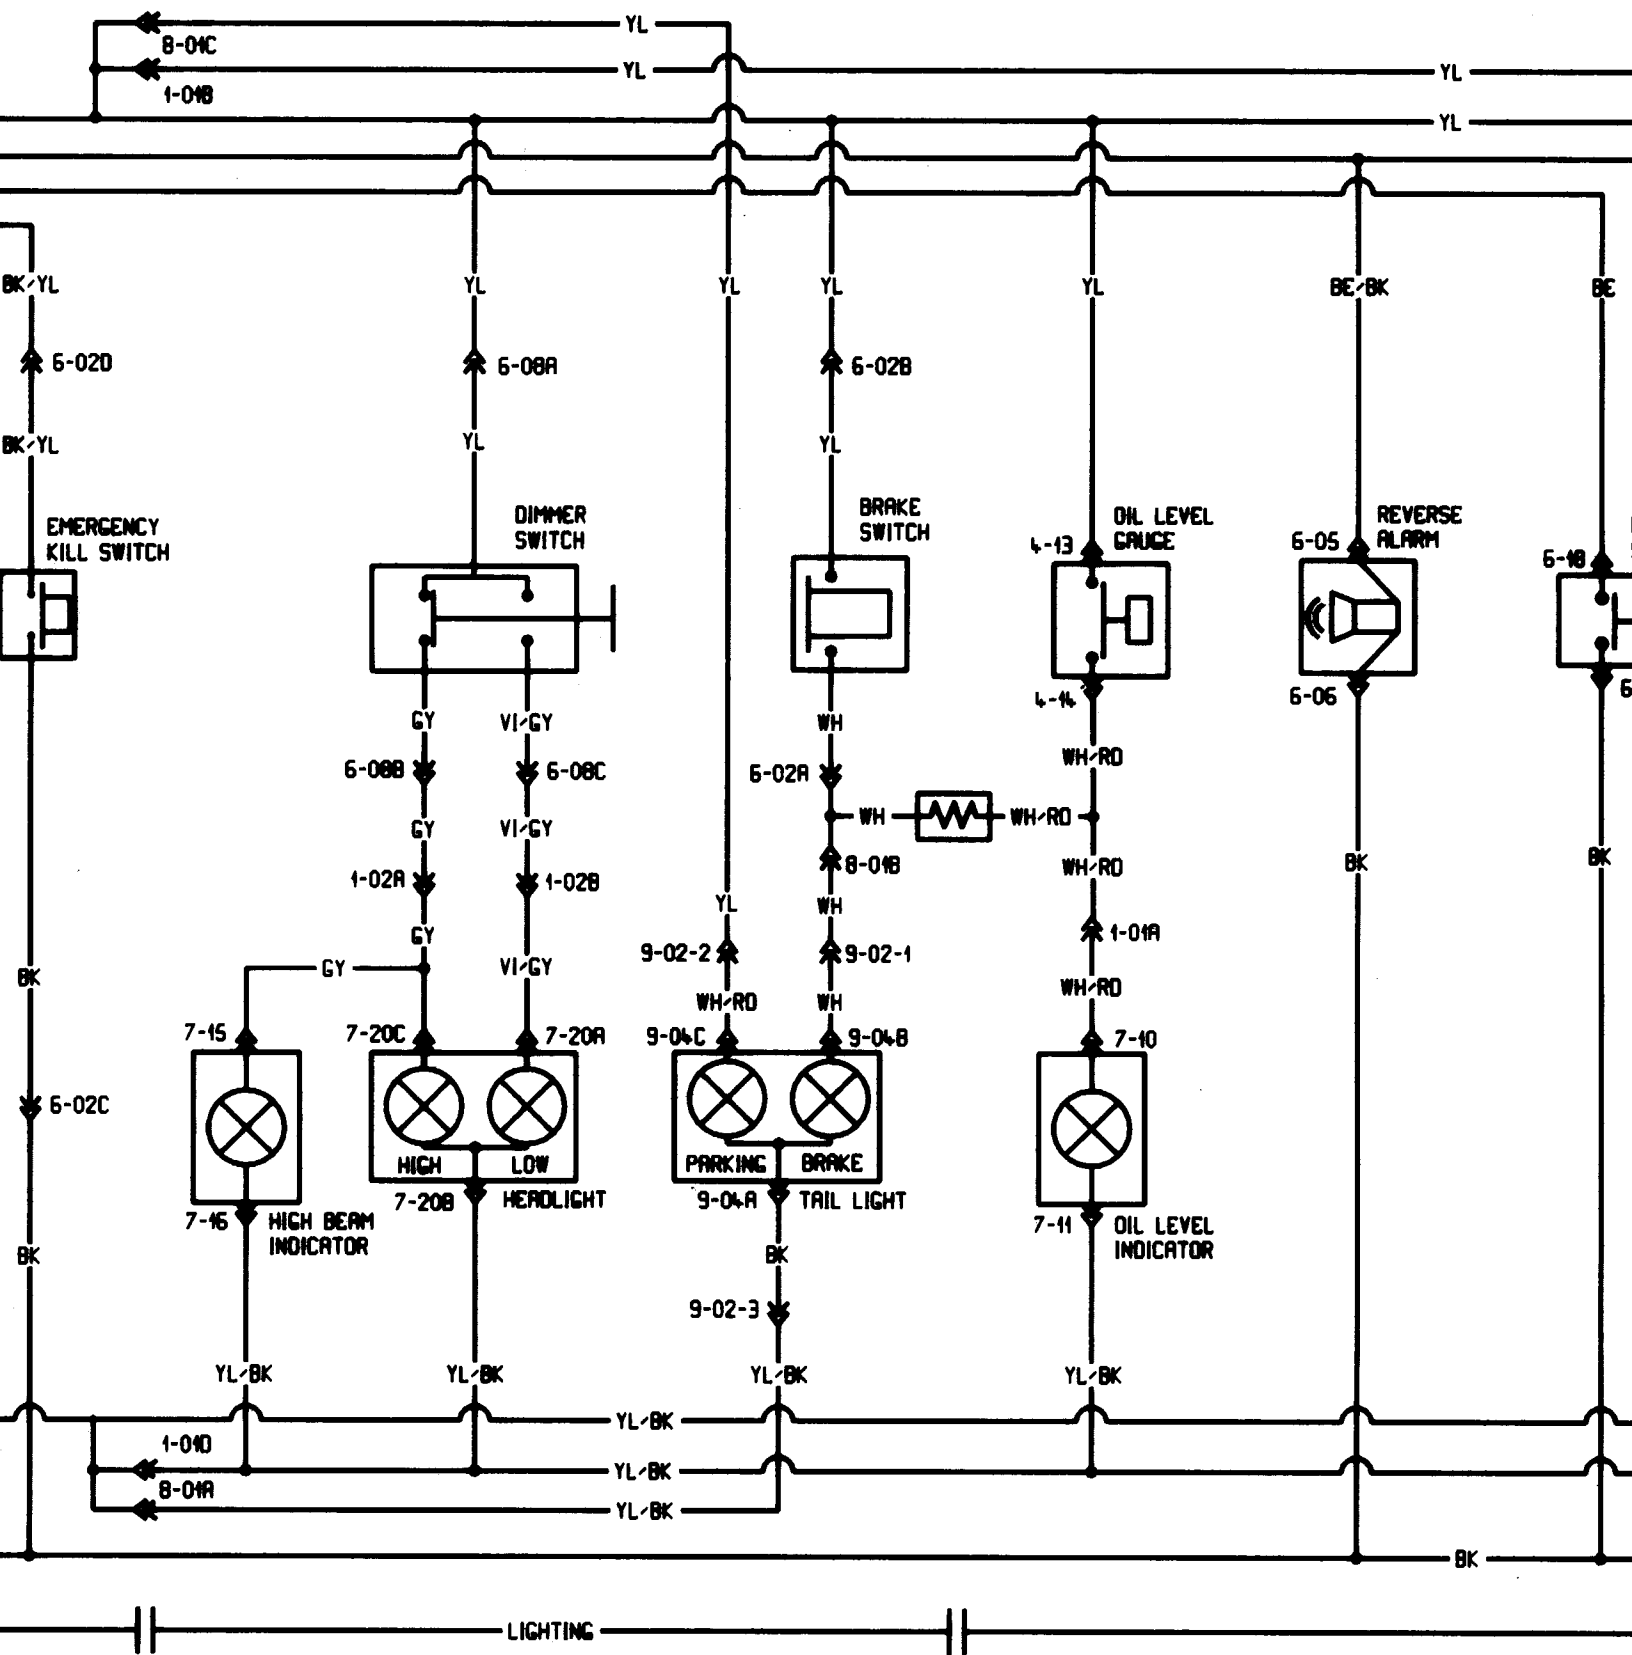 YL
8-01C
YL
YL
1-01B
YL
BK/YL
YL
YL
YL
YL
BE/BK
BE
6-02D
6-08A
6-02B
BK/YL
YL
YL
EMERGENCY
KILL SWITCH
DIMMER
SWITCH
BRAKE
SWITCH
OIL LEVEL
GAUGE
4-13
REVERSE
ALARM
6-05
6-18
4-14
6-06
6
GY
VI/GY
WH
WH/RD
6-08B
6-08C
6-02A
GY
VI/GY
WH
WH/RD
BK
BK
1-02A
1-02B
8-01B
WH/RD
YL
WH
GY
GY
VI/GY
9-02-2
9-02-1
1-01A
BK
WH/RD
WH
WH/RD
7-15
7-20C
7-20A
9-04C
9-04B
7-10
6-02C
HIGH
LOW
PARKING
BRAKE
7-20B
HEADLIGHT
9-04A
TAIL LIGHT
7-16
HIGH BEAM
INDICATOR
7-11
OIL LEVEL
INDICATOR
BK
BK
9-02-3
YL/BK
YL/BK
YL/BK
YL/BK
YL/BK
1-01D
YL/BK
8-01A
YL/BK
BK
LIGHTING